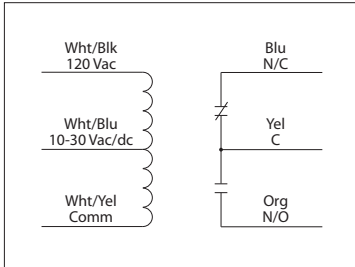 Wht/Blk
120 Vac
Wht/Blu
10-30 Vac/dc
Wht/Yel
Comm
Blu
N/C
Yel
C
Org
N/O